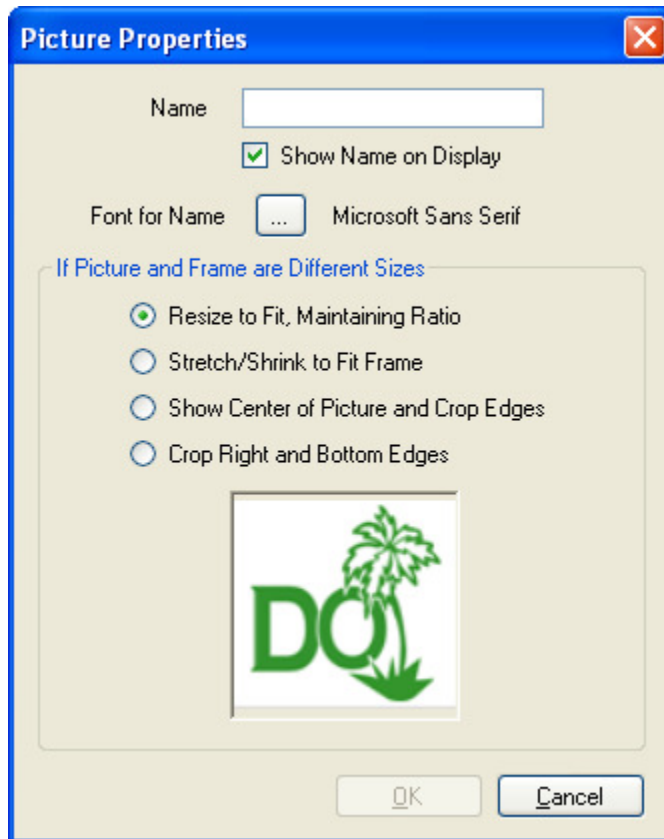 Picture Properties
Name
Show Name on Display
Font for Name ... Microsoft Sans Serif
If Picture and Frame are Different Sizes
Resize to Fit, Maintaining Ratio
Stretch/Shrink to Fit Frame
Show Center of Picture and Crop Edges
Crop Right and Bottom Edges
DO
OK Cancel